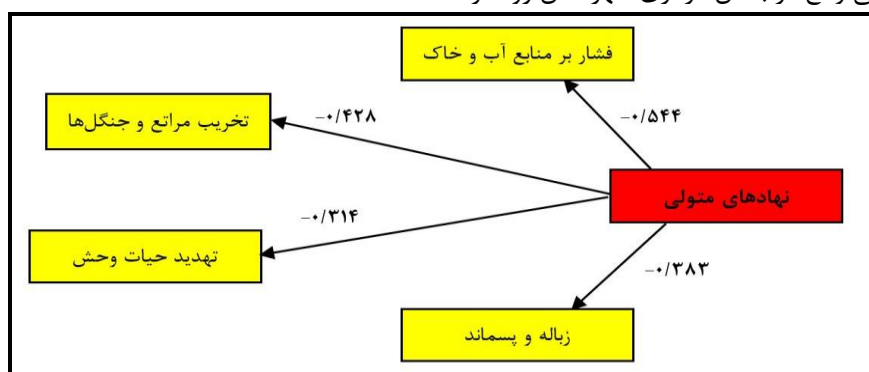 فشار بر منابع آب و خاک
-۰/۵۴۴
تخریب مراتع و جنگل‌ها
-۰/۴۲۸
نهادهای متولی
-۰/۳۱۴
تهدید حیات وحش
-۰/۳۸۳
زباله و پسماند